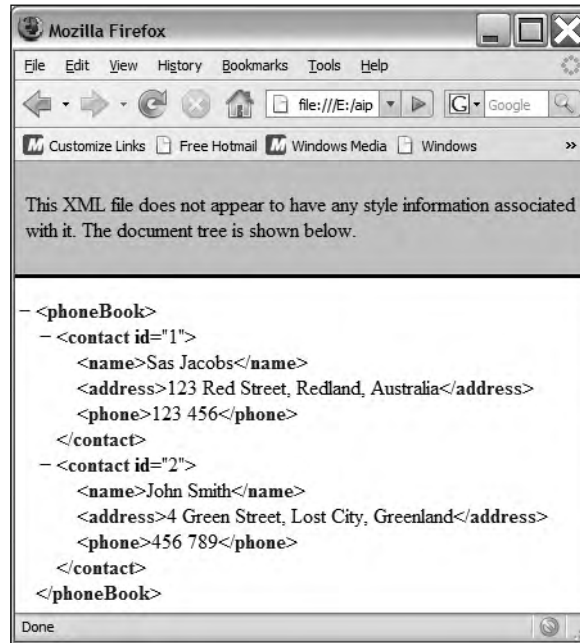 Mozilla Firefox
File Edit View History Bookmarks Tools Help
file:///E:/aip G Google
Customize Links Free Hotmail Windows Media Windows »
This XML file does not appear to have any style information associated
with it. The document tree is shown below.
− <phoneBook>
− <contact id="1">
<name>Sas Jacobs</name>
<address>123 Red Street, Redland, Australia</address>
<phone>123 456</phone>
</contact>
− <contact id="2">
<name>John Smith</name>
<address>4 Green Street, Lost City, Greenland</address>
<phone>456 789</phone>
</contact>
</phoneBook>
Done